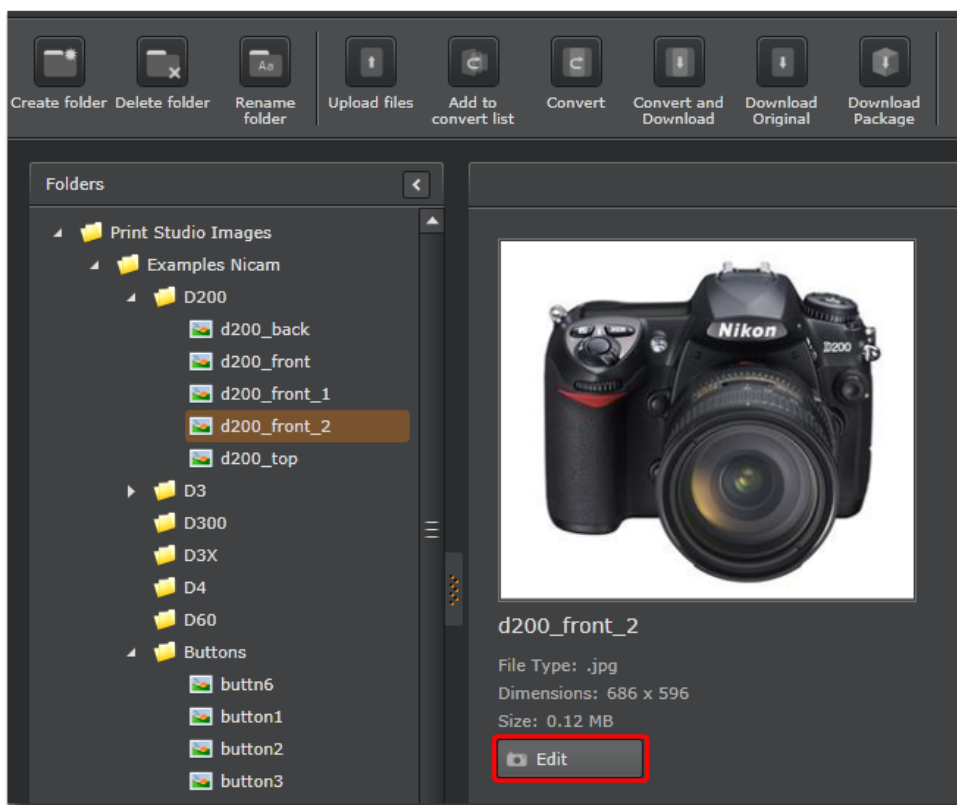 Create folder
Delete folder
Rename
folder
Aa
Upload files
Add to
convert list
Convert
Convert and
Download
Download
Original
Download
Package
Folders
Print Studio Images
Examples Nicam
D200
d200_back
d200_front
d200_front_1
d200_front_2
d200_top
D3
D300
D3X
D4
D60
Buttons
buttn6
button1
button2
button3
Nikon
D200
d200_front_2
File Type: .jpg
Dimensions: 686 x 596
Size: 0.12 MB
Edit